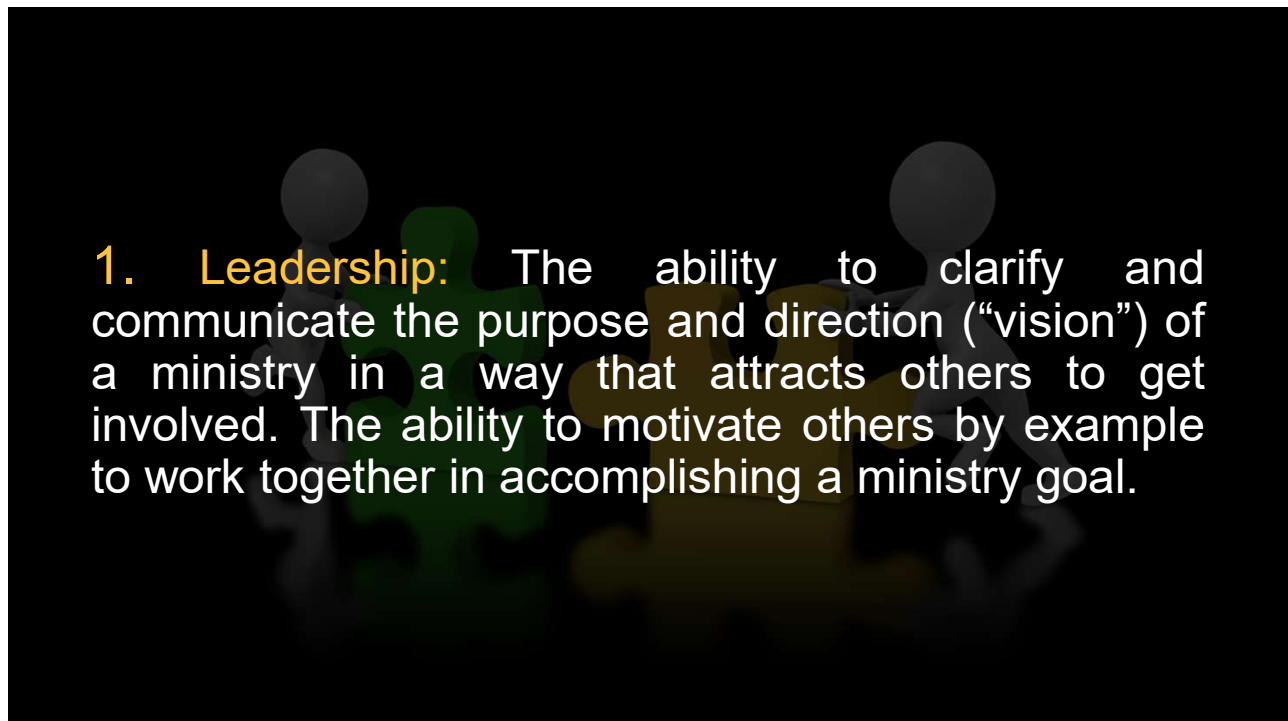 1. Leadership: The ability to clarify and
communicate the purpose and direction (“vision”) of
a ministry in a way that attracts others to get
involved. The ability to motivate others by example
to work together in accomplishing a ministry goal.